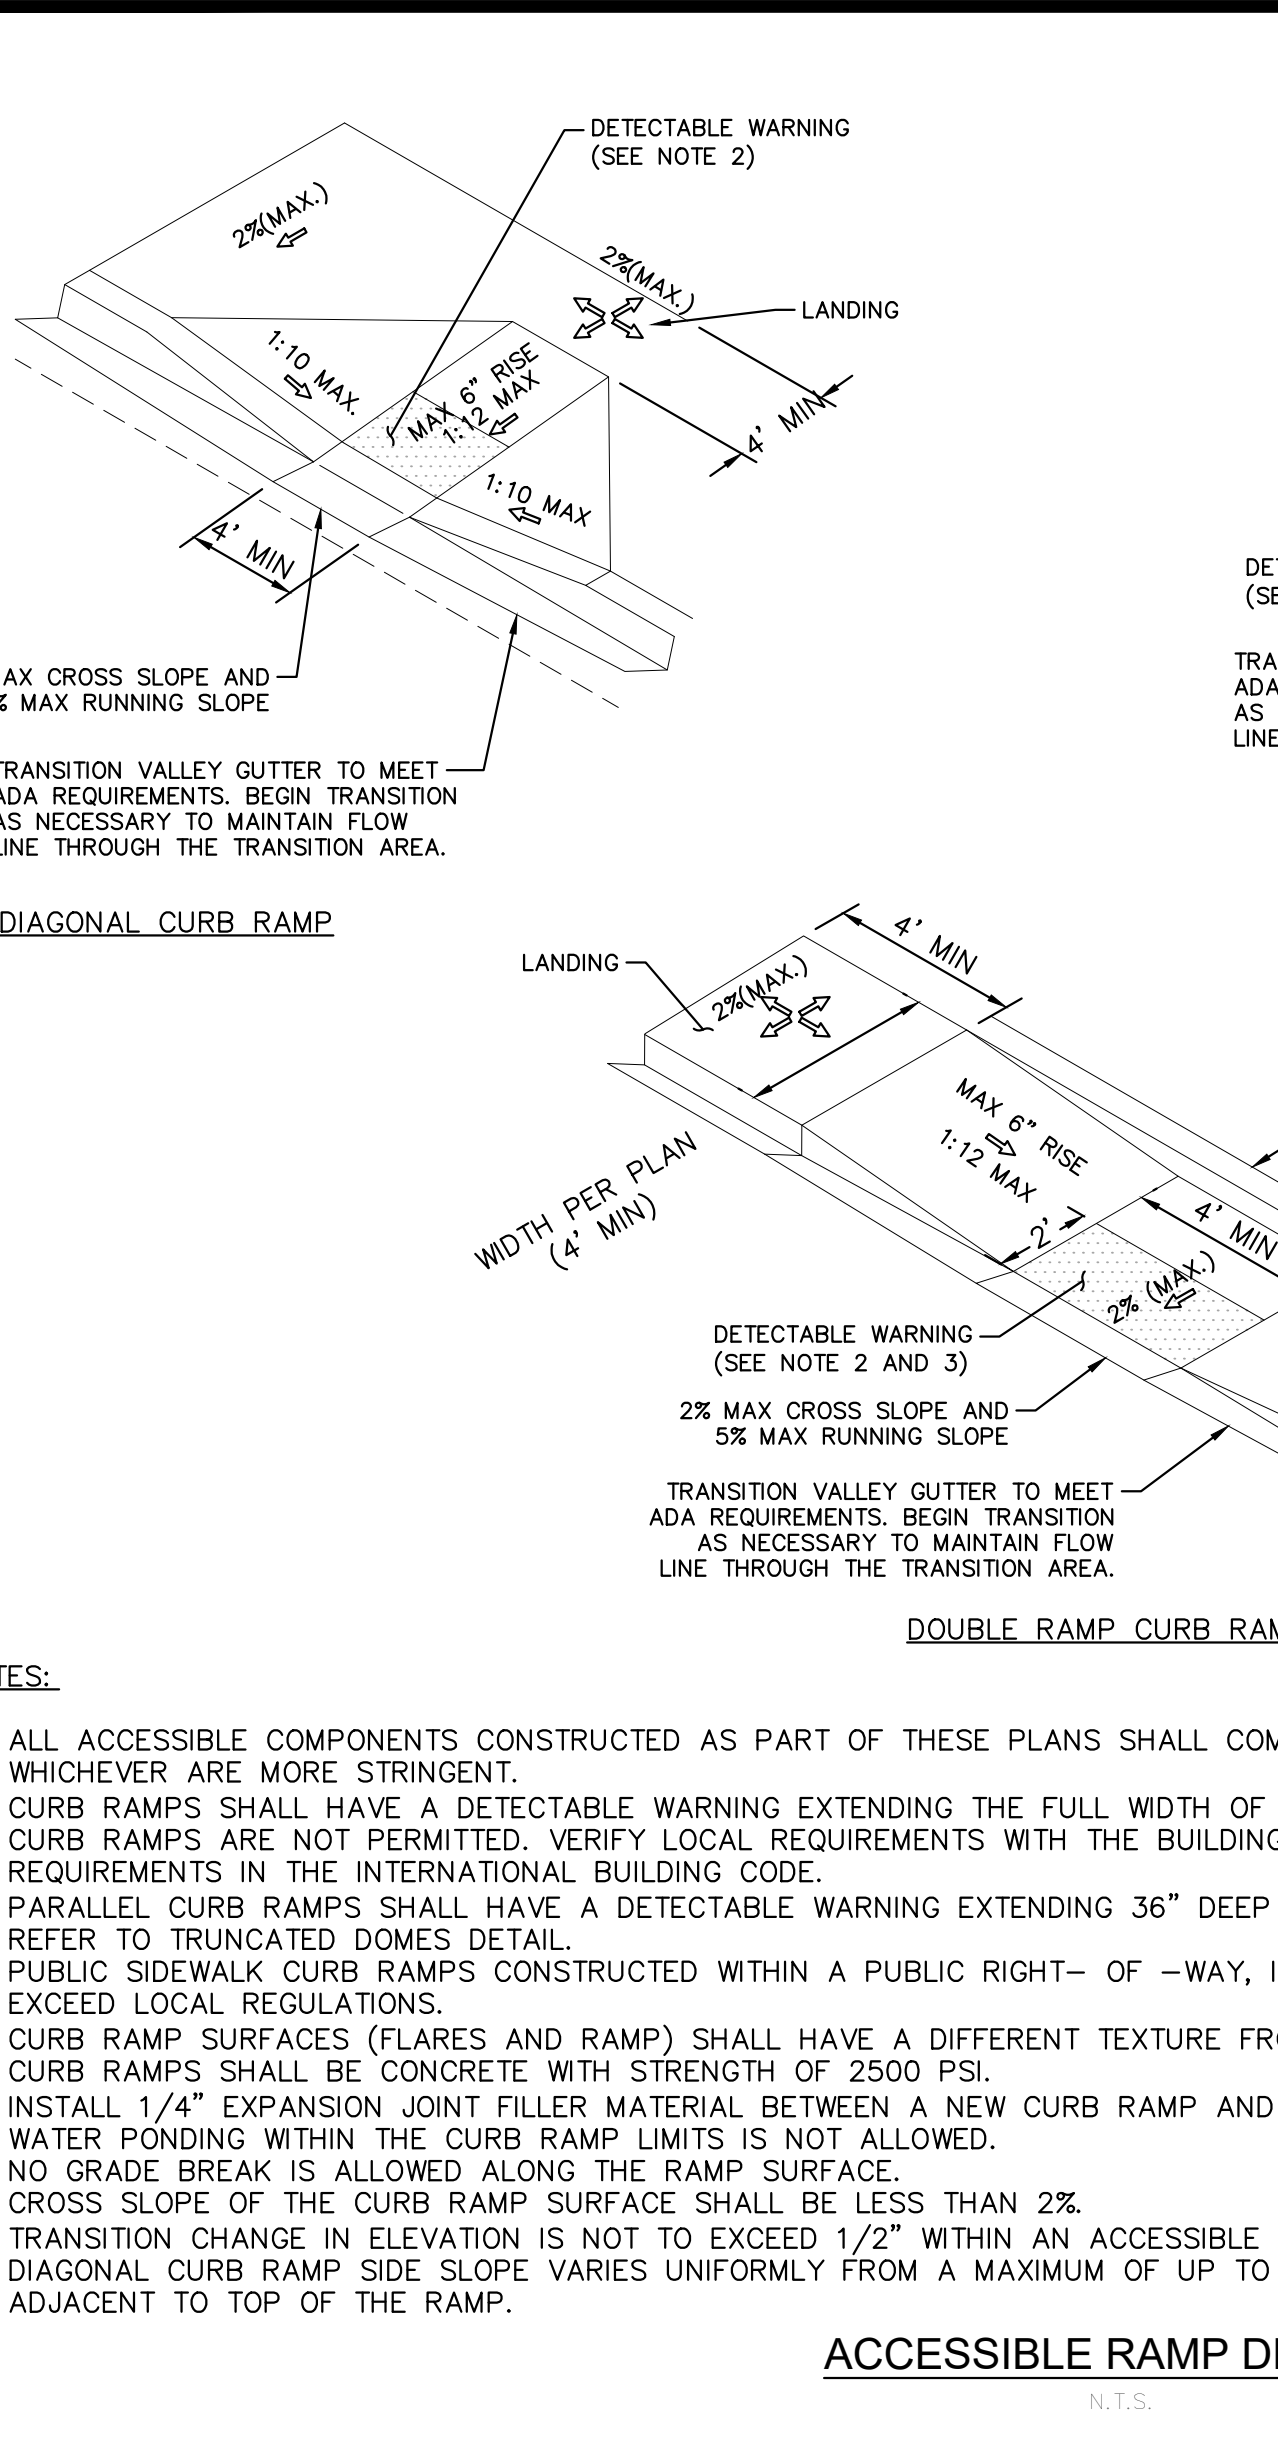 DETECTABLE WARNING
(SEE NOTE 2)
2%(MAX.)
2%(MAX.)
LANDING
1:10 MAX.
MAX 6" RISE
1:12 MAX
4' MIN
1:10 MAX
4' MIN
AX CROSS SLOPE AND
% MAX RUNNING SLOPE
TRANSITION VALLEY GUTTER TO MEET
ADA REQUIREMENTS. BEGIN TRANSITION
AS NECESSARY TO MAINTAIN FLOW
LINE THROUGH THE TRANSITION AREA.
DIAGONAL CURB RAMP
DE
(SE
TRA
ADA
AS
LINE
4' MIN
LANDING
2%(MAX.)
MAX 6" RISE
1:12 MAX
WIDTH PER PLAN
(4' MIN)
2'
4' MIN
2% (MAX.)
DETECTABLE WARNING
(SEE NOTE 2 AND 3)
2% MAX CROSS SLOPE AND
5% MAX RUNNING SLOPE
TRANSITION VALLEY GUTTER TO MEET
ADA REQUIREMENTS. BEGIN TRANSITION
AS NECESSARY TO MAINTAIN FLOW
LINE THROUGH THE TRANSITION AREA.
DOUBLE RAMP CURB RAM
TES:
ALL ACCESSIBLE COMPONENTS CONSTRUCTED AS PART OF THESE PLANS SHALL COM
WHICHEVER ARE MORE STRINGENT.
CURB RAMPS SHALL HAVE A DETECTABLE WARNING EXTENDING THE FULL WIDTH OF
CURB RAMPS ARE NOT PERMITTED. VERIFY LOCAL REQUIREMENTS WITH THE BUILDING
REQUIREMENTS IN THE INTERNATIONAL BUILDING CODE.
PARALLEL CURB RAMPS SHALL HAVE A DETECTABLE WARNING EXTENDING 36" DEEP
REFER TO TRUNCATED DOMES DETAIL.
PUBLIC SIDEWALK CURB RAMPS CONSTRUCTED WITHIN A PUBLIC RIGHT- OF -WAY, I
EXCEED LOCAL REGULATIONS.
CURB RAMP SURFACES (FLARES AND RAMP) SHALL HAVE A DIFFERENT TEXTURE FRO
CURB RAMPS SHALL BE CONCRETE WITH STRENGTH OF 2500 PSI.
INSTALL 1/4" EXPANSION JOINT FILLER MATERIAL BETWEEN A NEW CURB RAMP AND
WATER PONDING WITHIN THE CURB RAMP LIMITS IS NOT ALLOWED.
NO GRADE BREAK IS ALLOWED ALONG THE RAMP SURFACE.
CROSS SLOPE OF THE CURB RAMP SURFACE SHALL BE LESS THAN 2%.
TRANSITION CHANGE IN ELEVATION IS NOT TO EXCEED 1/2" WITHIN AN ACCESSIBLE
DIAGONAL CURB RAMP SIDE SLOPE VARIES UNIFORMLY FROM A MAXIMUM OF UP TO
ADJACENT TO TOP OF THE RAMP.
ACCESSIBLE RAMP D
N.T.S.